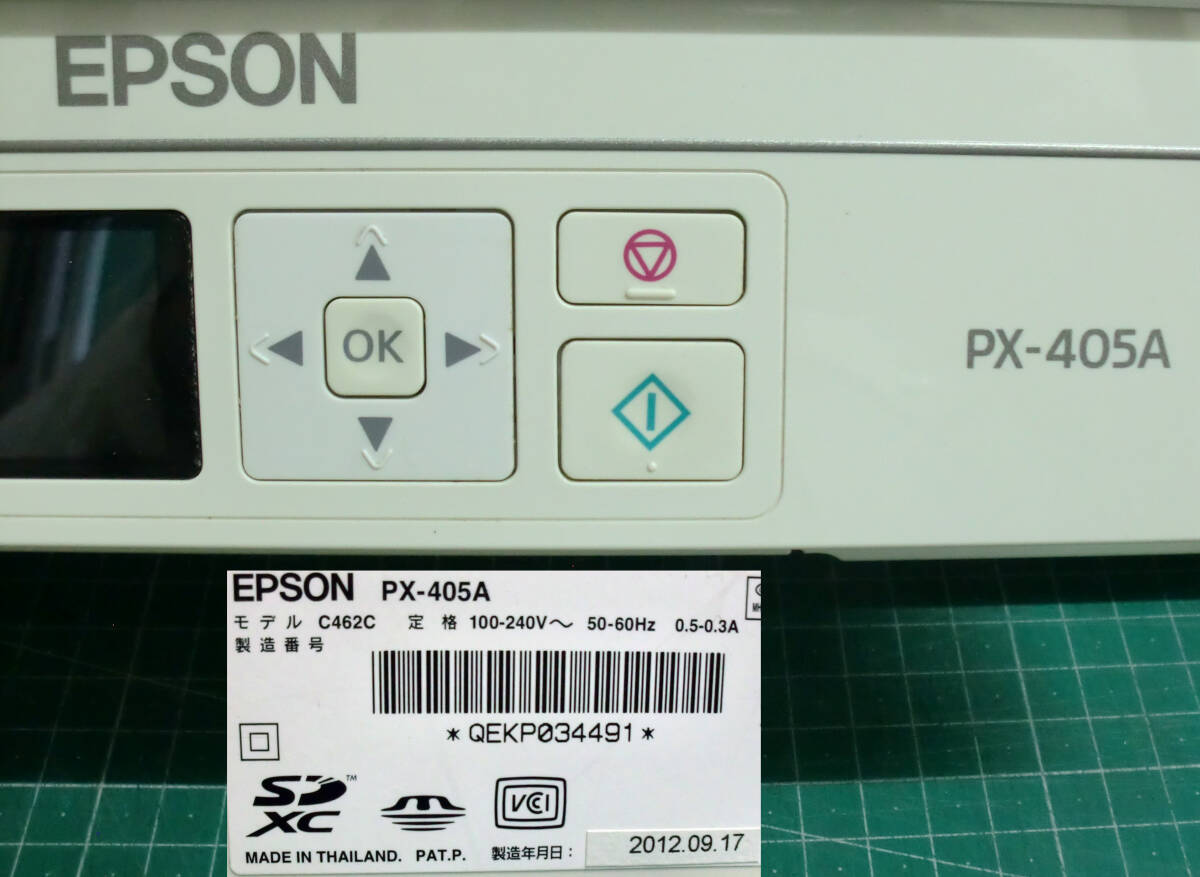 EPSON
OK
PX-405A
EPSON PX-405A
モデル C462C 定格 100-240V～ 50-60Hz 0.5-0.3A
製造番号
*QEKP034491*
SDXC™
VCI
MADE IN THAILAND. PAT.P. 製造年月日： 2012.09.17